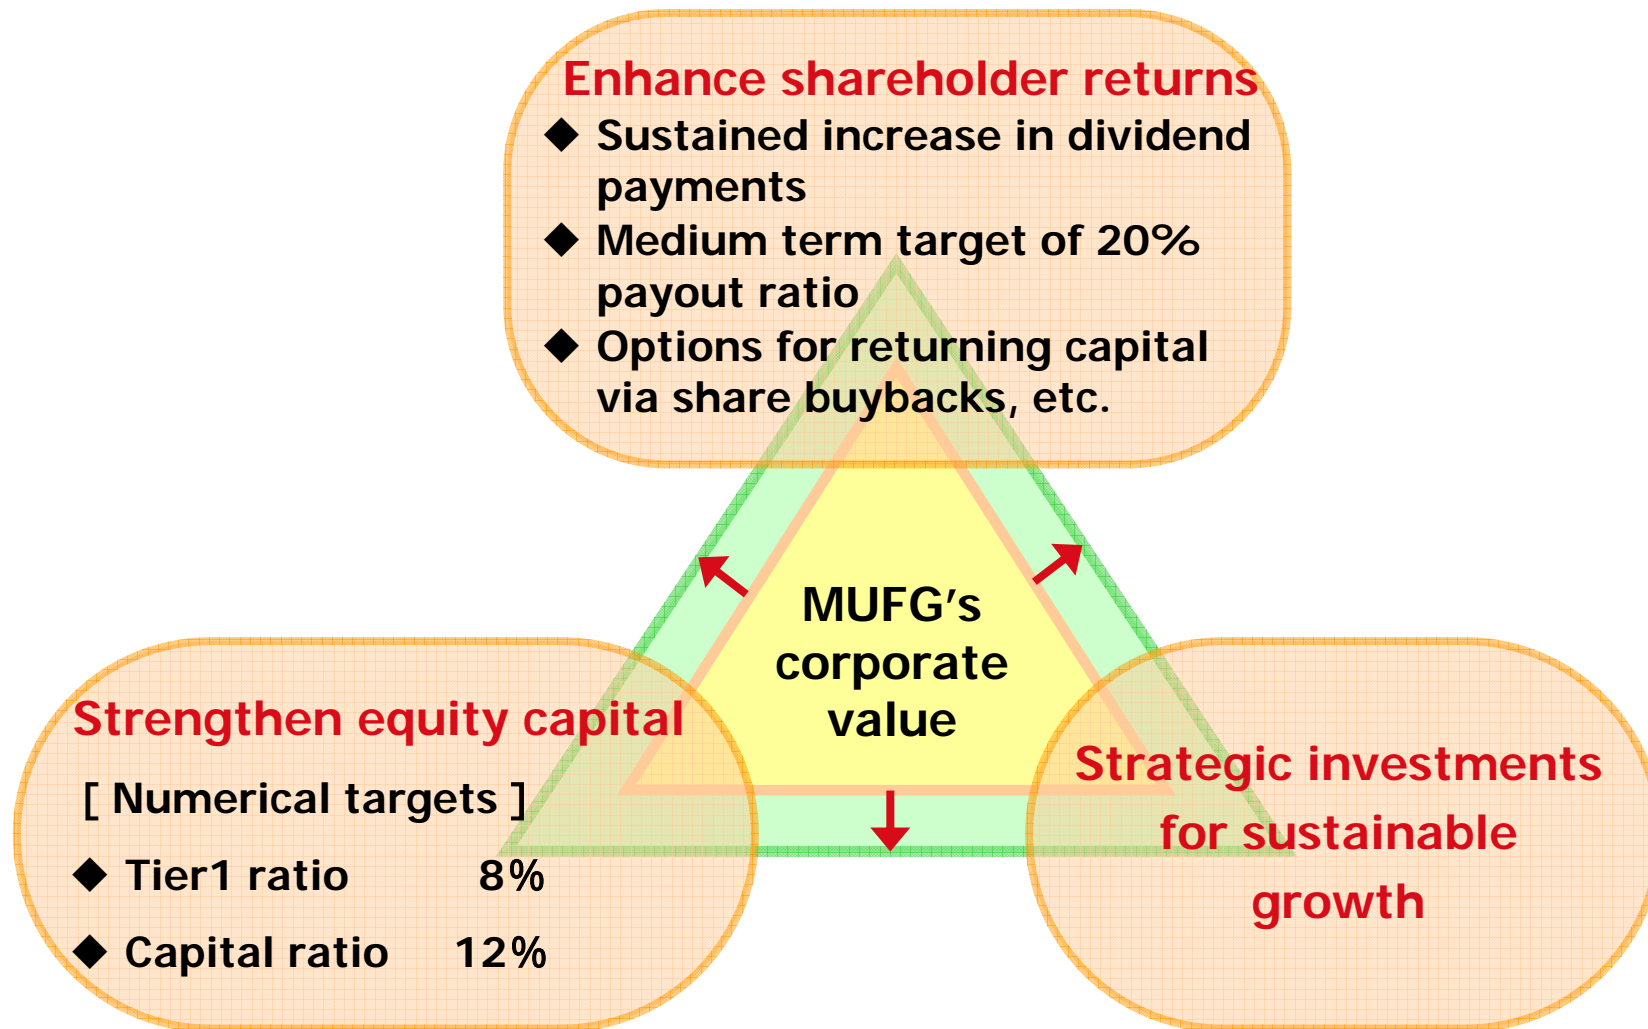 Enhance shareholder returns
◆ Sustained increase in dividend
payments
◆ Medium term target of 20%
payout ratio
◆ Options for returning capital
via share buybacks, etc.
MUFG's
corporate
value
Strengthen equity capital
[ Numerical targets ]
◆ Tier1 ratio 8%
◆ Capital ratio 12%
Strategic investments
for sustainable
growth